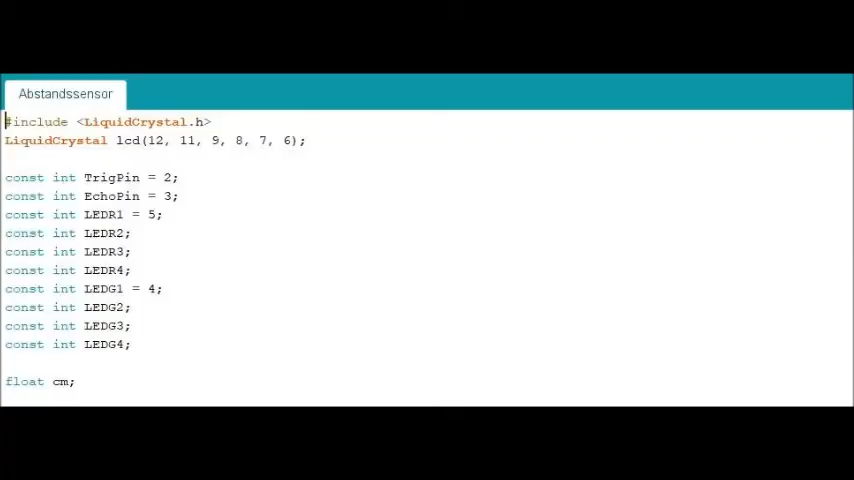 Abstandssensor
#include <LiquidCrystal.h>
LiquidCrystal lcd(12, 11, 9, 8, 7, 6);
const int TrigPin = 2;
const int EchoPin = 3;
const int LEDR1 = 5;
const int LEDR2;
const int LEDR3;
const int LEDR4;
const int LEDG1 = 4;
const int LEDG2;
const int LEDG3;
const int LEDG4;
float cm;